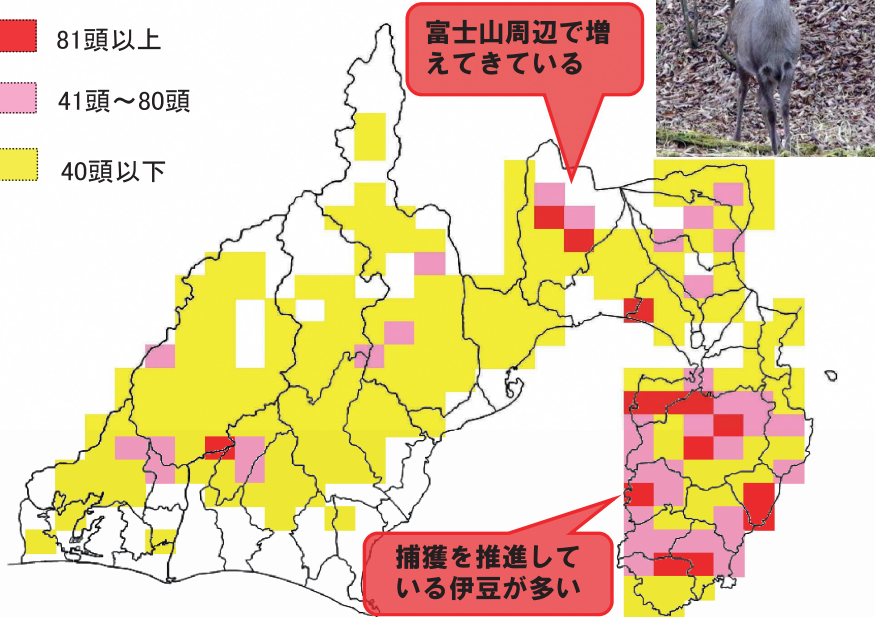 81頭以上
41頭～80頭
40頭以下
富士山周辺で増
えてきている
捕獲を推進して
いる伊豆が多い